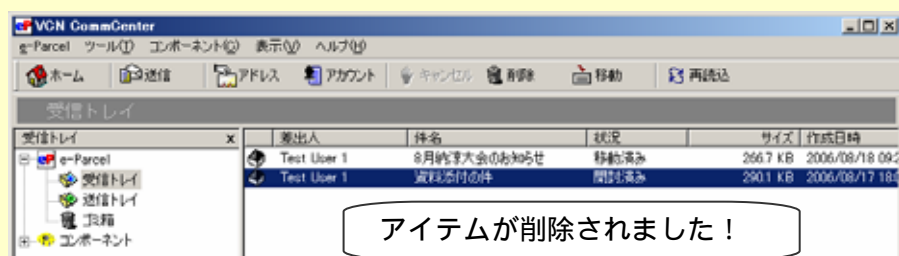 VCN CommCenter
e-Parcel ツール(T) コンポーネント(C) 表示(V) ヘルプ(H)
ホーム 送信 アドレス アカウント キャンセル 削除 移動 再読込
受信トレイ
受信トレイ x 差出人 件名 状況 サイズ 作成日時
e-Parcel Test User 1 8月納涼大会のお知らせ 移動済み 266.7 KB 2006/08/18 09:2
受信トレイ Test User 1 資料添付の件 開封済み 290.1 KB 2006/08/17 18:0
送信トレイ
ゴミ箱
コンポーネント
アイテムが削除されました！